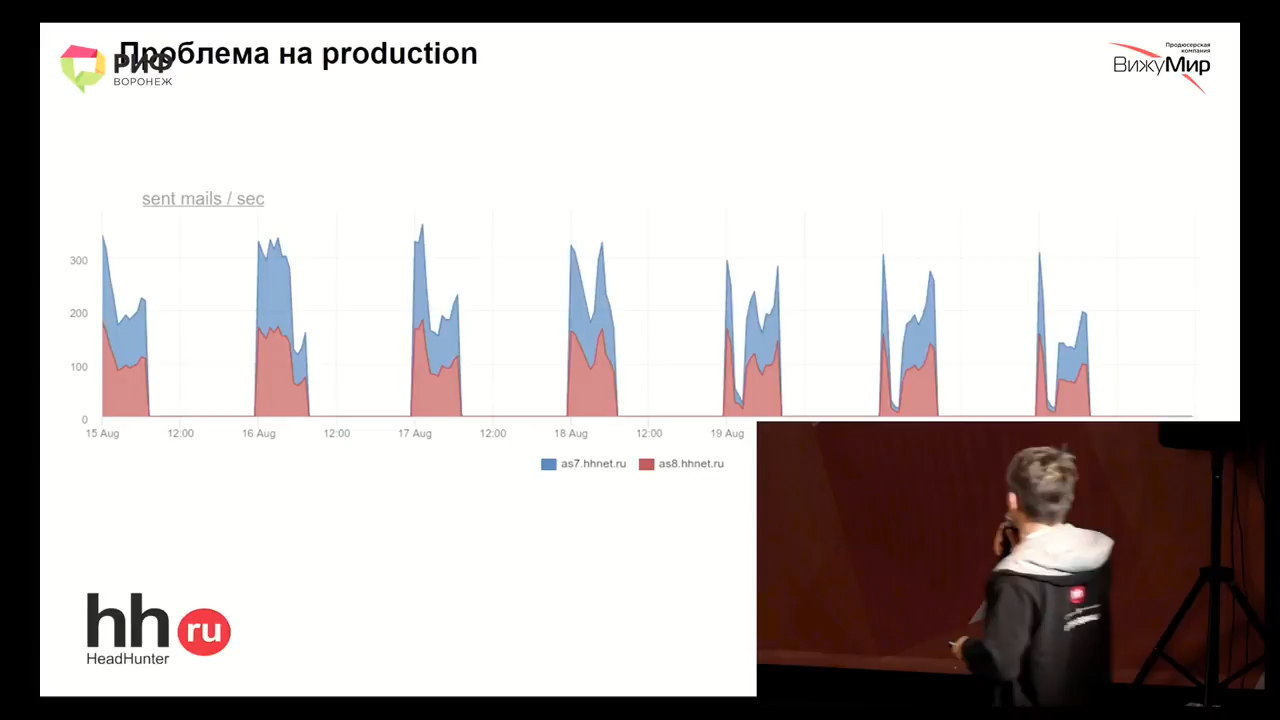 Проблема на production
РИФ
ВОРОНЕЖ
Продюсерская
компания
ВижуМир
sent mails / sec
300
200
100
0
15 Aug 12:00 16 Aug 12:00 17 Aug 12:00 18 Aug 12:00 19 Aug
as7.hhnet.ru as8.hhnet.ru
hh ru
HeadHunter